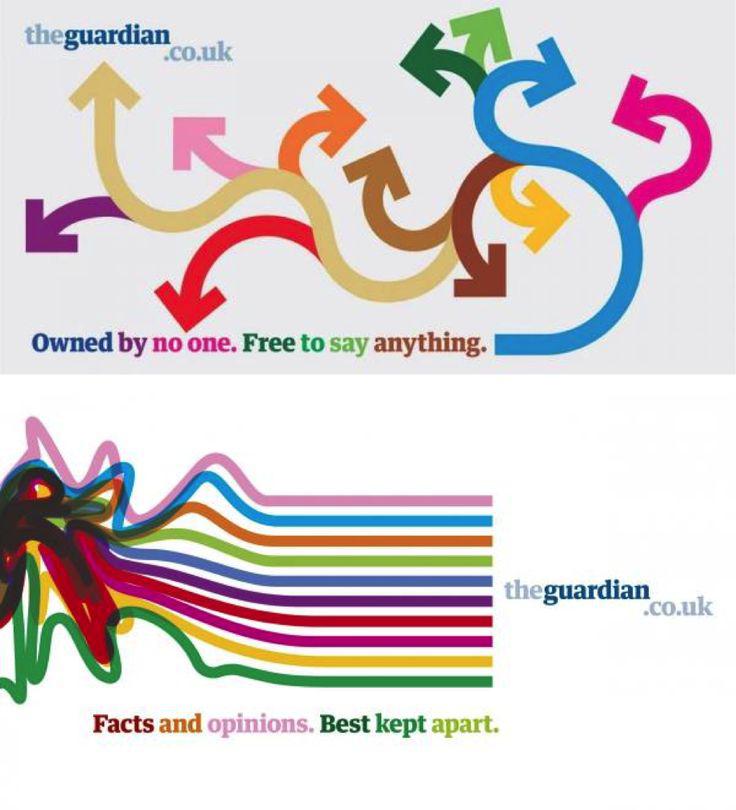 theguardian
.co.uk
Owned by no one. Free to say anything.
theguardian
.co.uk
Facts and opinions. Best kept apart.